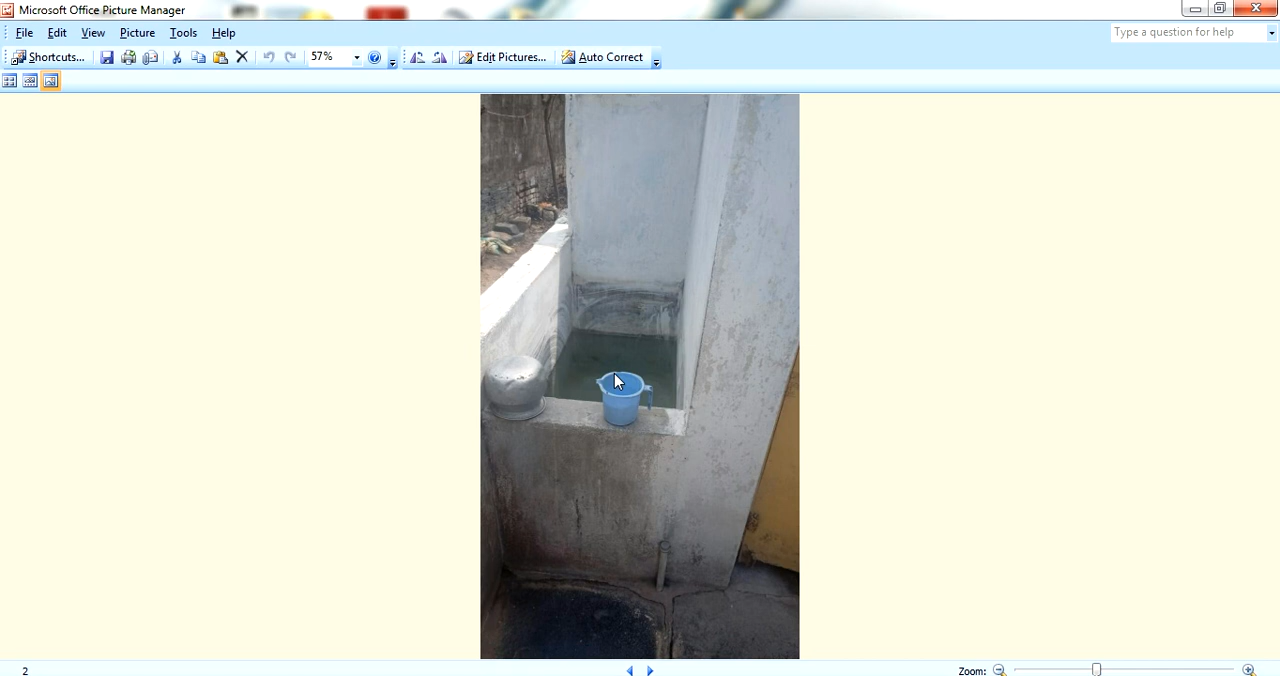 Microsoft Office Picture Manager
File Edit View Picture Tools Help
Type a question for help
Shortcuts... 57% Edit Pictures... Auto Correct
2 Zoom: